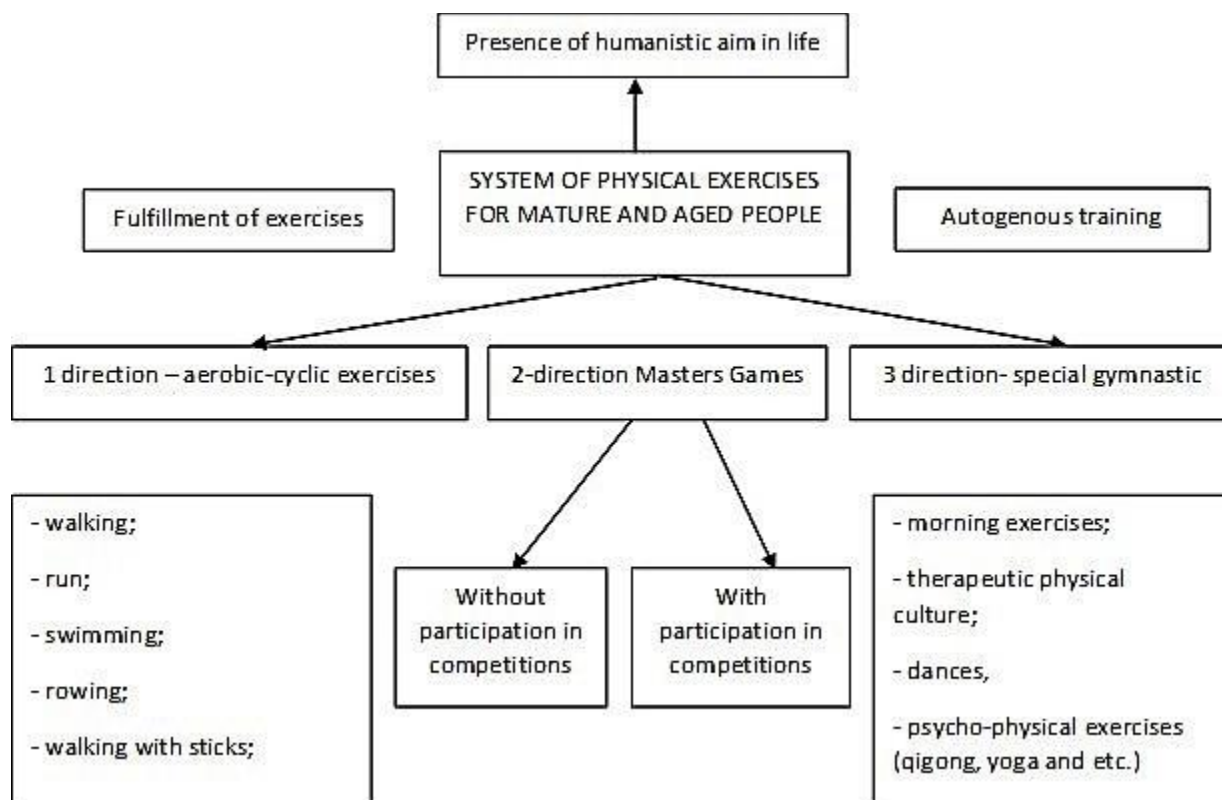 Presence of humanistic aim in life
SYSTEM OF PHYSICAL EXERCISES
FOR MATURE AND AGED PEOPLE
Fulfillment of exercises
Autogenous training
1 direction – aerobic-cyclic exercises
2-direction Masters Games
3 direction- special gymnastic
- walking;
- run;
- swimming;
- rowing;
- walking with sticks;
Without
participation in
competitions
With
participation in
competitions
- morning exercises;
- therapeutic physical
culture;
- dances,
- psycho-physical exercises
(qigong, yoga and etc.)